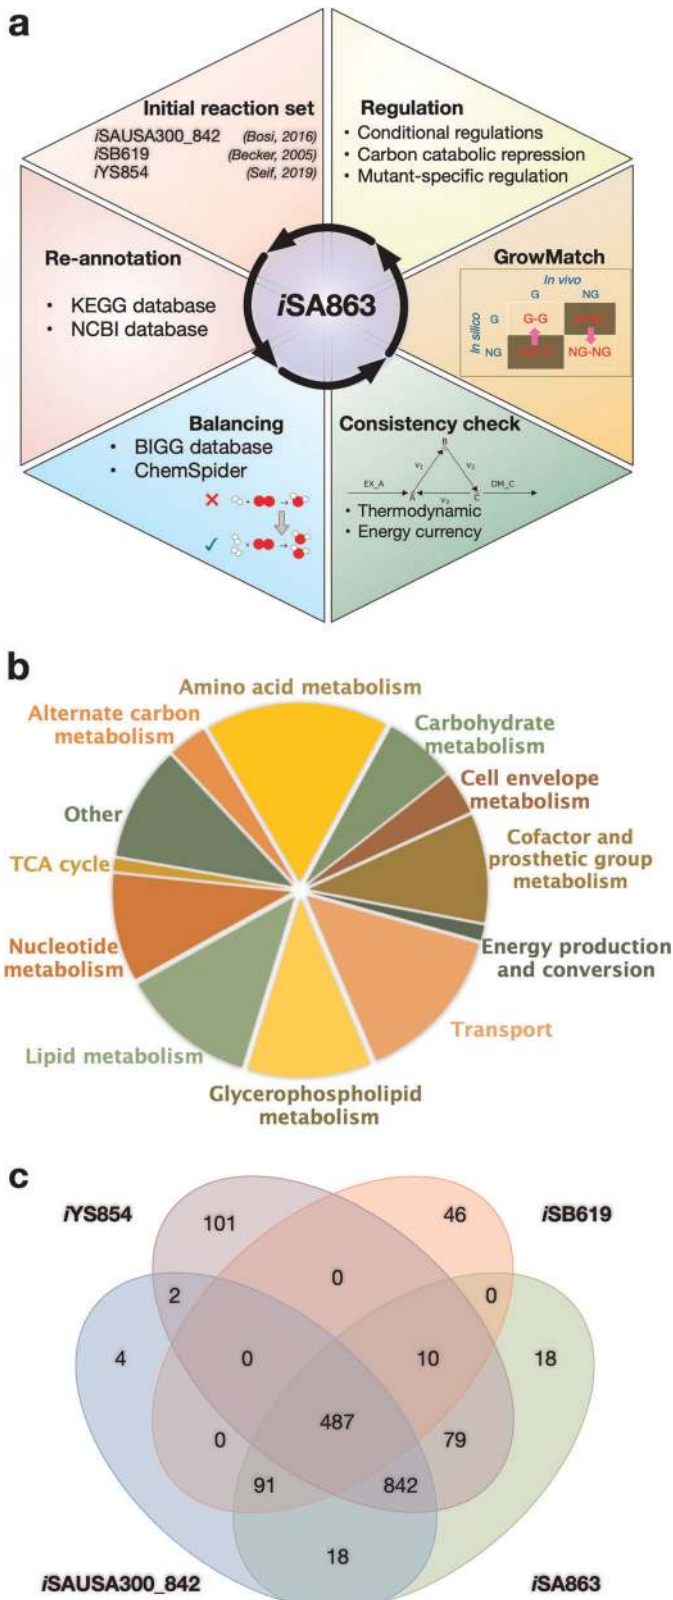 a
Initial reaction set
iSAUSA300_842 (Bosi, 2016)
iSB619 (Becker, 2005)
iYS854 (Seif, 2019)
Regulation
• Conditional regulations
• Carbon catabolic repression
• Mutant-specific regulation
Re-annotation
• KEGG database
• NCBI database
iSA863
GrowMatch
In vivo
G NG
In silico
G G-G
NG NG-NG
Balancing
• BIGG database
• ChemSpider
Consistency check
B
v₁ v₂
EX_A A v₃ C DM_C
• Thermodynamic
• Energy currency
b
Amino acid metabolism
Alternate carbon
metabolism
Carbohydrate
metabolism
Cell envelope
metabolism
Other
Cofactor and
prosthetic group
metabolism
TCA cycle
Nucleotide
metabolism
Energy production
and conversion
Transport
Lipid metabolism
Glycerophospholipid
metabolism
c
iYS854
101
46
iSB619
0
2
0
4
0
10
18
487
0
79
91
842
18
iSAUSA300_842
iSA863